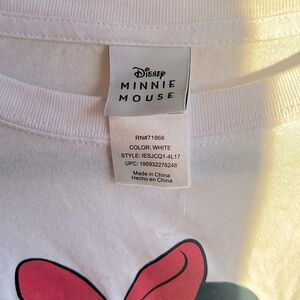 Disney
MINNIE
MOUSE
RN#71868
COLOR: WHITE
STYLE: IESJCQ1-4L17
UPC: 195932276248
Made in China
Hecho en China